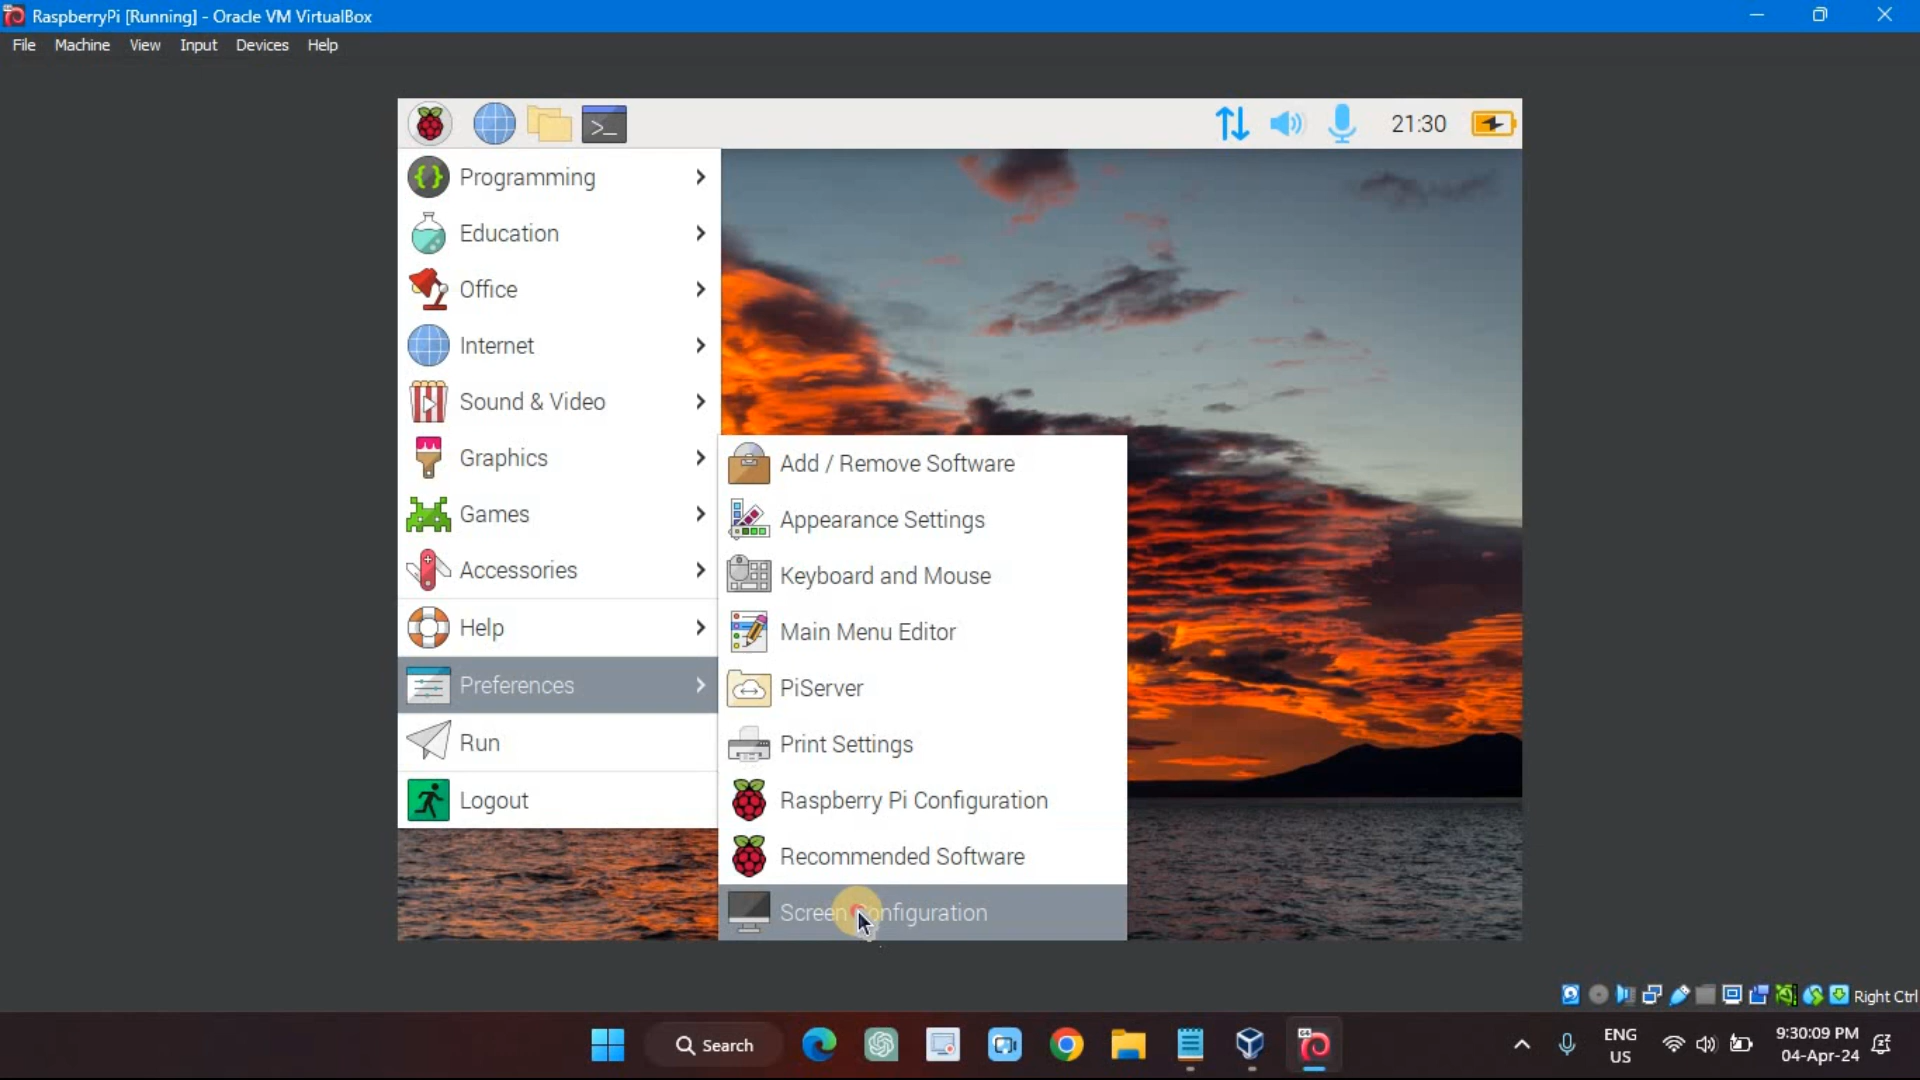 RaspberryPi [Running] - Oracle VM VirtualBox
File Machine View Input Devices Help
21:30
Programming
Education
Office
Internet
Sound & Video
Graphics
Games
Accessories
Help
Preferences
Run
Logout
Add / Remove Software
Appearance Settings
Keyboard and Mouse
Main Menu Editor
PiServer
Print Settings
Raspberry Pi Configuration
Recommended Software
Screen Configuration
Right Ctrl
Search
ENG
US
9:30:09 PM
04-Apr-24